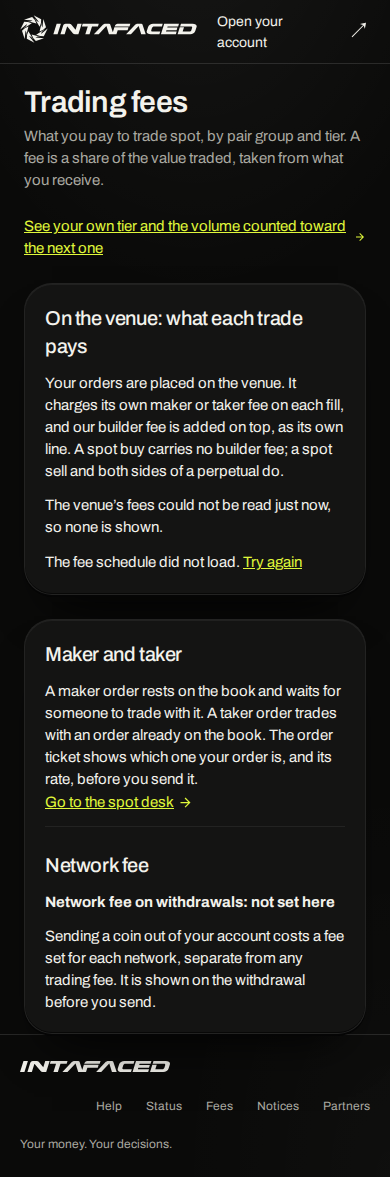 INTAFACED
Open your
account
Trading fees
What you pay to trade spot, by pair group and tier. A
fee is a share of the value traded, taken from what
you receive.
See your own tier and the volume counted toward
the next one
On the venue: what each trade
pays
Your orders are placed on the venue. It
charges its own maker or taker fee on each fill,
and our builder fee is added on top, as its own
line. A spot buy carries no builder fee; a spot
sell and both sides of a perpetual do.
The venue’s fees could not be read just now,
so none is shown.
The fee schedule did not load. Try again
Maker and taker
A maker order rests on the book and waits for
someone to trade with it. A taker order trades
with an order already on the book. The order
ticket shows which one your order is, and its
rate, before you send it.
Go to the spot desk
Network fee
Network fee on withdrawals: not set here
Sending a coin out of your account costs a fee
set for each network, separate from any
trading fee. It is shown on the withdrawal
before you send.
INTAFACED
Help Status Fees Notices Partners
Your money. Your decisions.